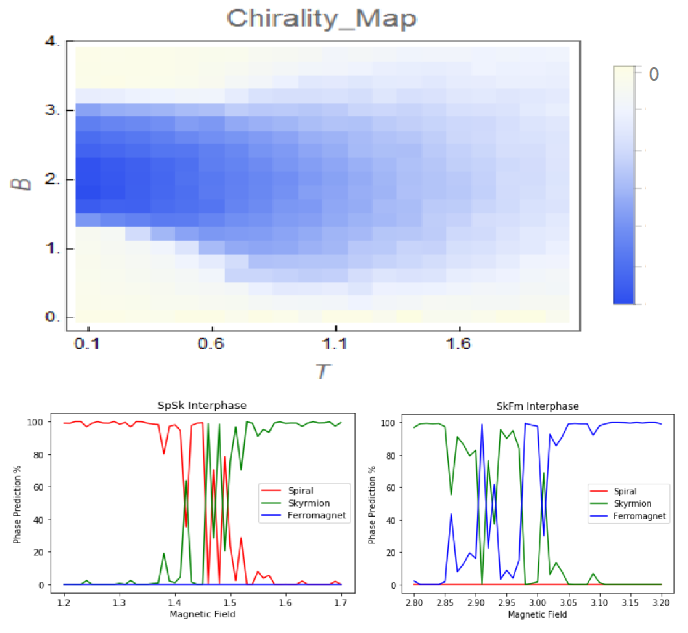 Chirality_Map
4.
3.
2.
1.
0.
B
0
0.1 0.6 1.1 1.6
T
SpSk Interphase
100
80
60
40
20
0
Phase Prediction %
Spiral
Skyrmion
Ferromagnet
1.2 1.3 1.4 1.5 1.6 1.7
Magnetic Field
SkFm Interphase
100
80
60
40
20
0
Phase Prediction %
Spiral
Skyrmion
Ferromagnet
2.80 2.85 2.90 2.95 3.00 3.05 3.10 3.15 3.20
Magnetic Field